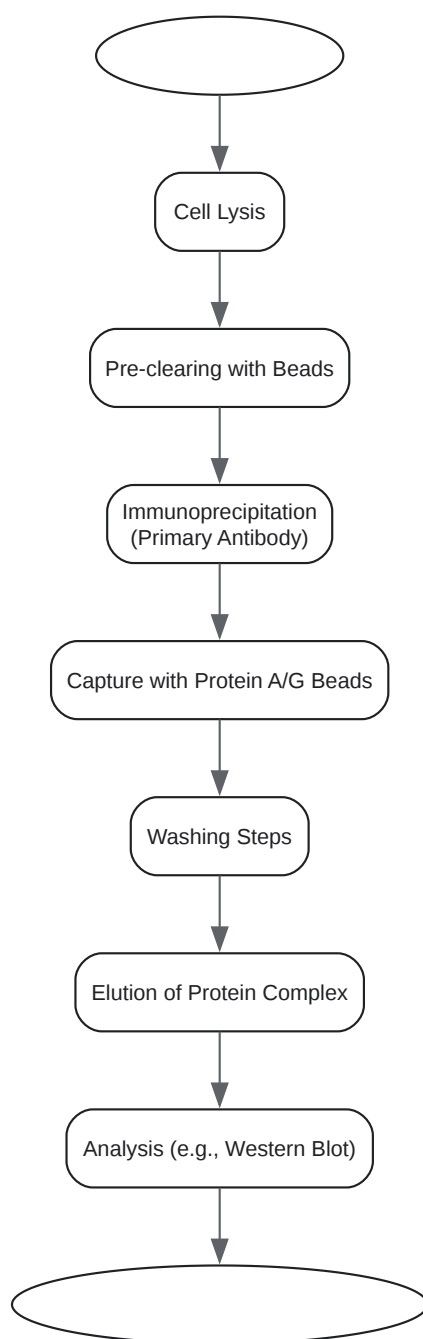 Cell Lysis
Pre-clearing with Beads
Immunoprecipitation
(Primary Antibody)
Capture with Protein A/G Beads
Washing Steps
Elution of Protein Complex
Analysis (e.g., Western Blot)